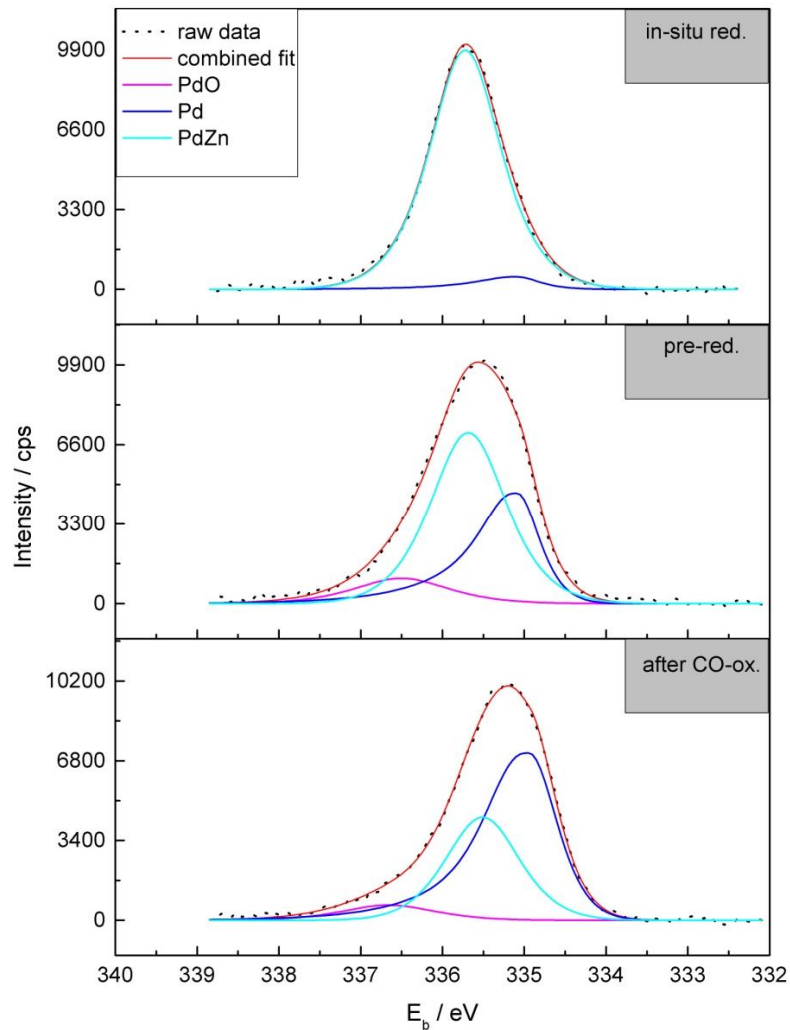 raw data
combined fit
PdO
Pd
PdZn
in-situ red.
9900
6600
3300
0
pre-red.
9900
6600
3300
0
after CO-ox.
10200
6800
3400
0
Intensity / cps
340 339 338 337 336 335 334 333 332
E_b / eV